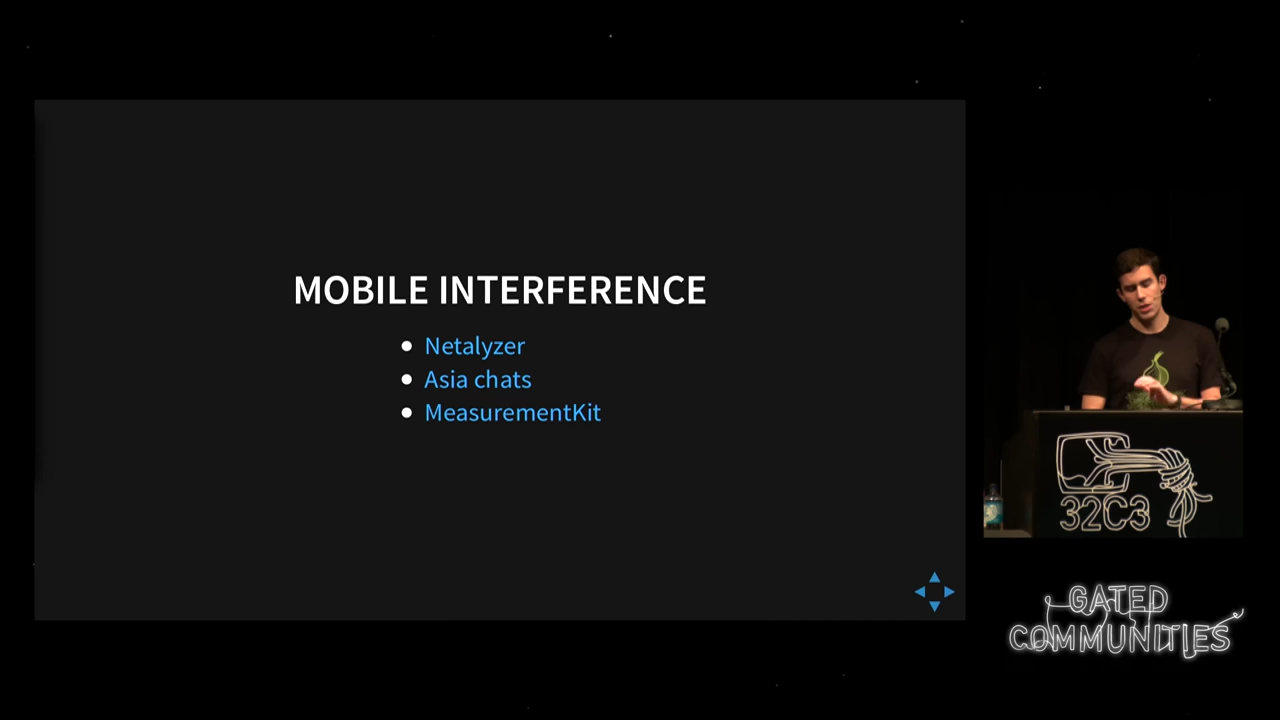 MOBILE INTERFERENCE
Netalyzer
Asia chats
MeasurementKit
32C3
GATED
COMMUNITIES